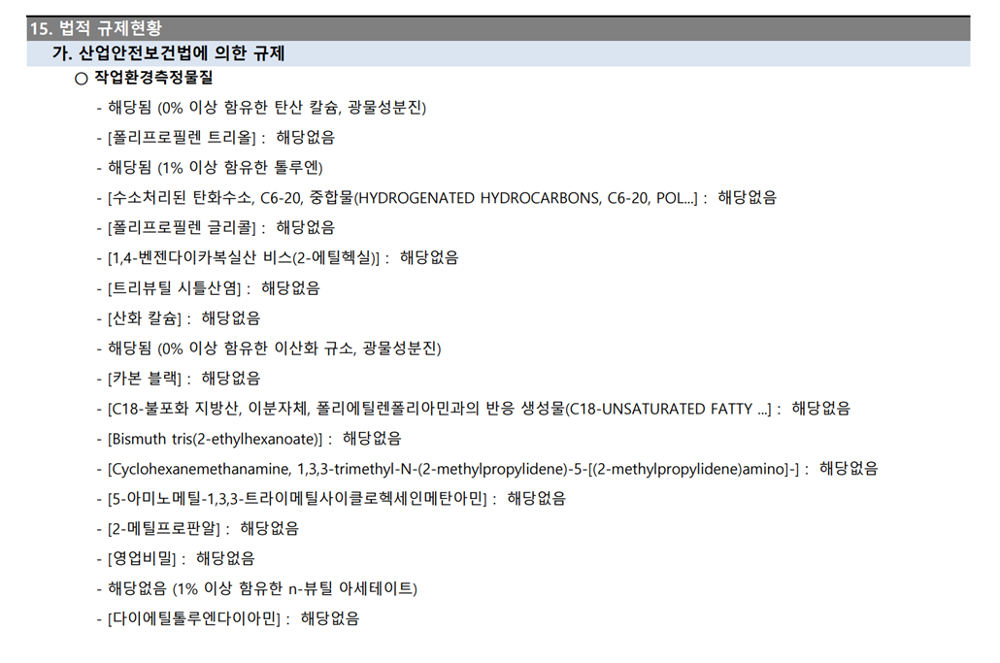 15. 법적 규제현황
가. 산업안전보건법에 의한 규제
○ 작업환경측정물질
- 해당됨 (0% 이상 함유한 탄산 칼슘, 광물성분진)
- [폴리프로필렌 트리올] : 해당없음
- 해당됨 (1% 이상 함유한 톨루엔)
- [수소처리된 탄화수소, C6-20, 중합물(HYDROGENATED HYDROCARBONS, C6-20, POL...] : 해당없음
- [폴리프로필렌 글리콜] : 해당없음
- [1,4-벤젠다이카복실산 비스(2-에틸헥실)] : 해당없음
- [트리뷰틸 시틀산염] : 해당없음
- [산화 칼슘] : 해당없음
- 해당됨 (0% 이상 함유한 이산화 규소, 광물성분진)
- [카본 블랙] : 해당없음
- [C18-불포화 지방산, 이분자체, 폴리에틸렌폴리아민과의 반응 생성물(C18-UNSATURATED FATTY ...] : 해당없음
- [Bismuth tris(2-ethylhexanoate)] : 해당없음
- [Cyclohexanemethanamine, 1,3,3-trimethyl-N-(2-methylpropylidene)-5-[(2-methylpropylidene)amino]-] : 해당없음
- [5-아미노메틸-1,3,3-트라이메틸사이클로헥세인메탄아민] : 해당없음
- [2-메틸프로판알] : 해당없음
- [영업비밀] : 해당없음
- 해당없음 (1% 이상 함유한 n-뷰틸 아세테이트)
- [다이에틸톨루엔다이아민] : 해당없음